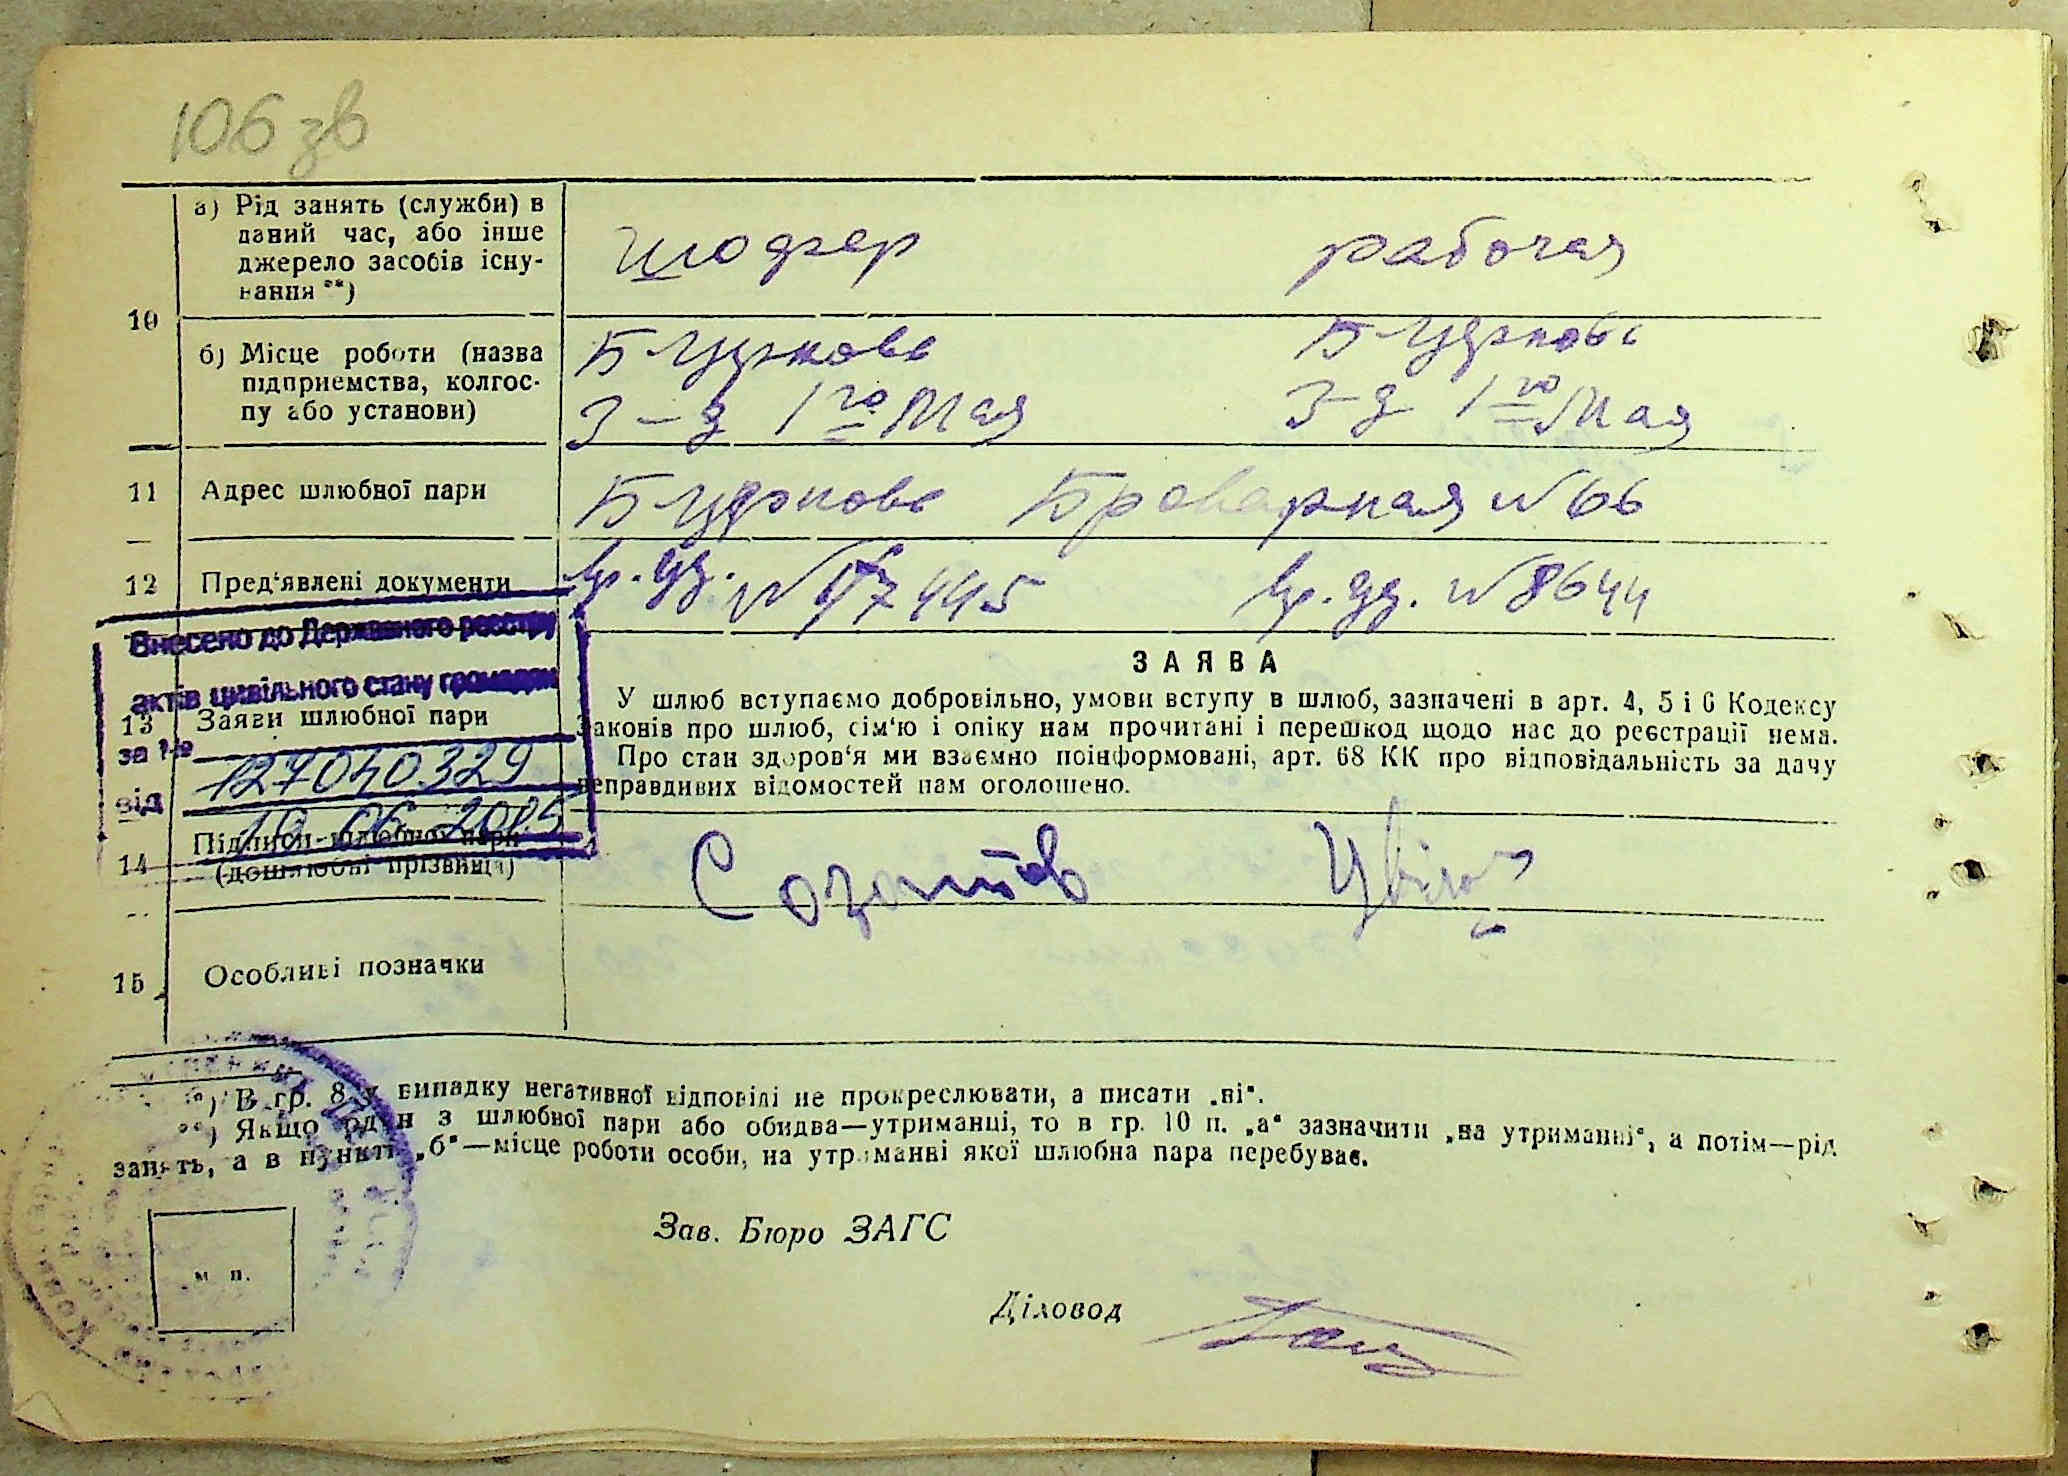 106 зв
а) Рід занять (служби) в
даний час, або інше
джерело засобів існу-
вання **)
шофер рабочая
10
б) Місце роботи (назва
підприємства, колгос-
пу або установи)
З-д 1го Мая З-д 1го Мая
11 Адрес шлюбної пари
№ 66
12 Пред'явлені документи
№ 8644
Внесено до Державного реєстру
актів цивільного стану громадян
за №
127040329
від
13 Заяви шлюбної пари
ЗАЯВА
У шлюб вступаємо добровільно, умови вступу в шлюб, зазначені в арт. 4, 5 і 6 Кодексу
Законів про шлюб, сім'ю і опіку нам прочитані і перешкод щодо нас до реєстрації нема.
Про стан здоров'я ми взаємно поінформовані, арт. 68 КК про відповідальність за дачу
неправдивих відомостей нам оголошено.
14 Підписи шлюбної пари
(дошлюбні прізвища)
15 Особливі позначки
*) В гр. 8 у випадку негативної відповіді не прокреслювати, а писати „ні".
**) Якщо один з шлюбної пари або обидва—утриманці, то в гр. 10 п. „а" зазначити „на утриманні", а потім—рід
занять, а в пункті „б"—місце роботи особи, на утриманні якої шлюбна пара перебуває.
Зав. Бюро ЗАГС
м. п.
Діловод